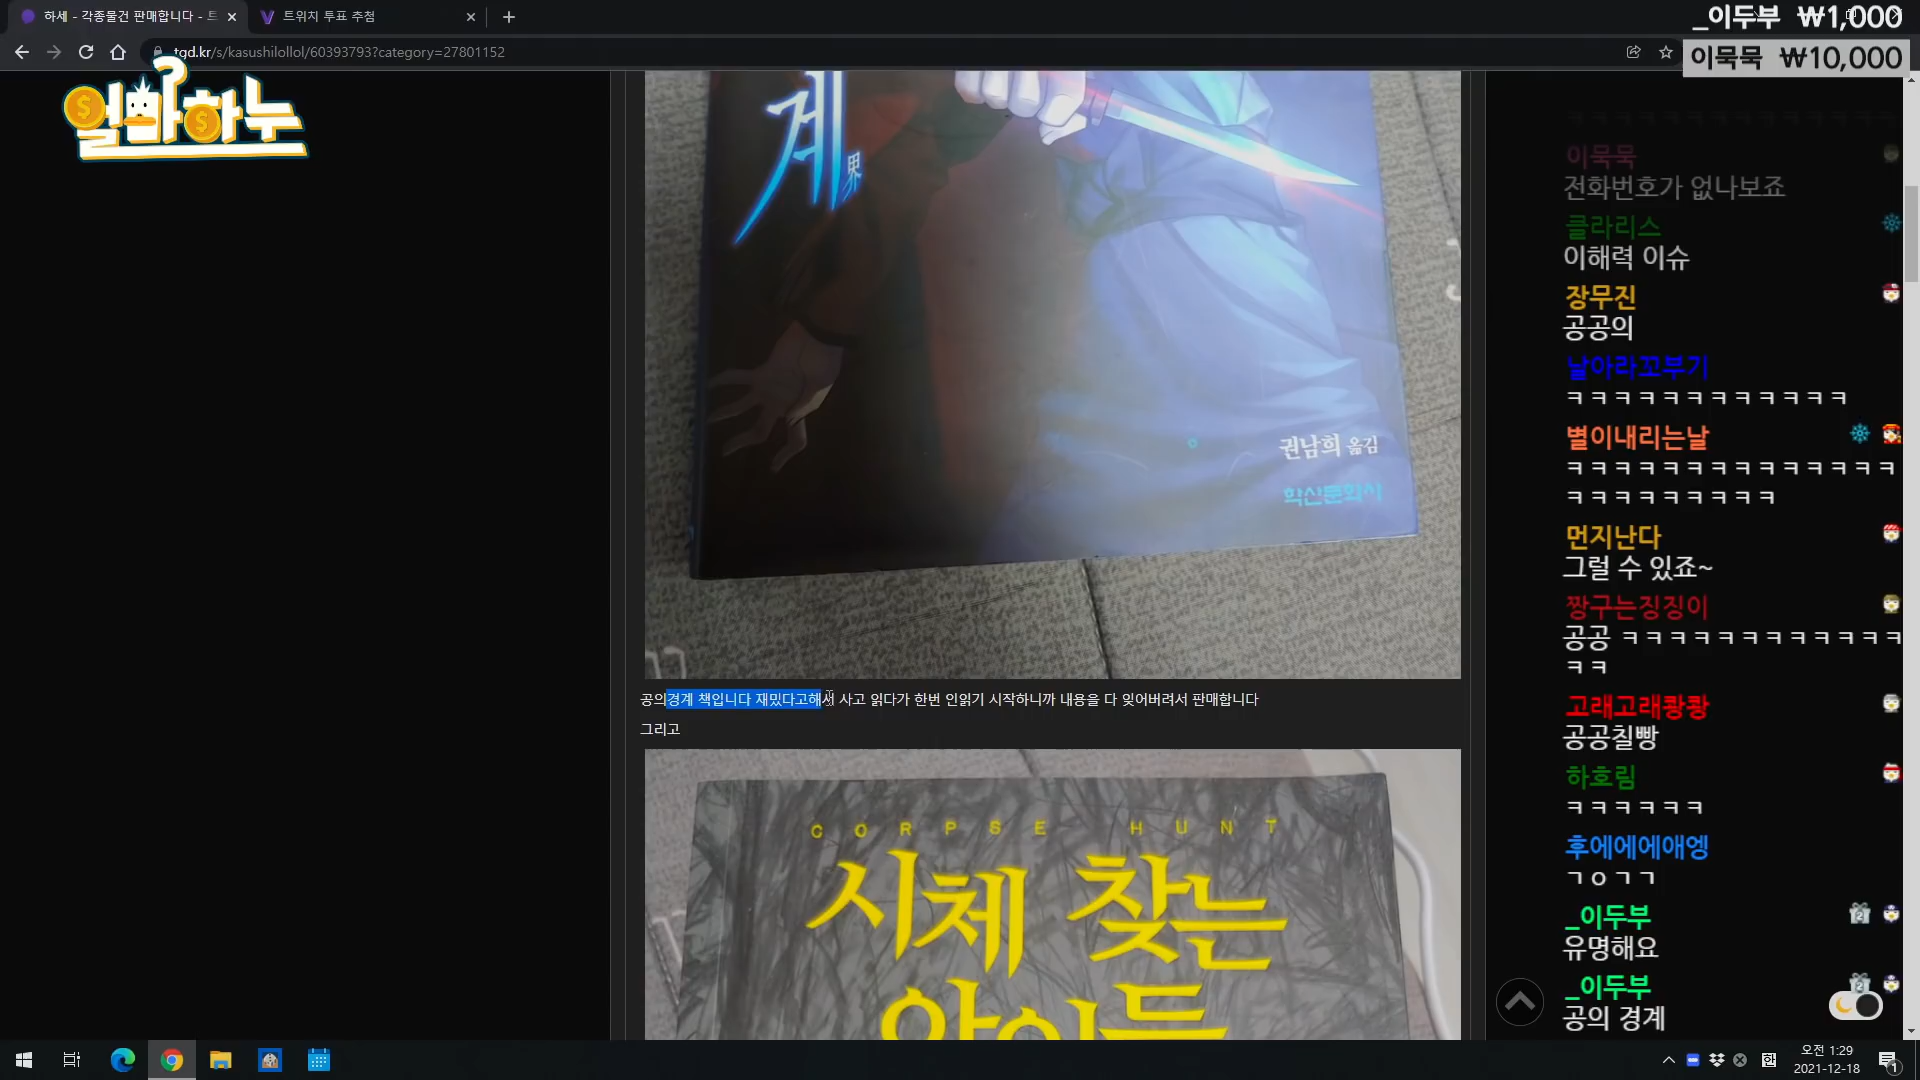 하세 - 각종물건 판매합니다 - 트
트위치 투표 추첨
_이두부 ₩1,000
tgd.kr/s/kasushilollol/60393793?category=27801152
이묵묵 ₩10,000
얼마하누
?
계
界
권남희 옮김
학산문화사
공의경계 책입니다 재밌다고해서 사고 읽다가 한번 안읽기 시작하니까 내용을 다 잊어버려서 판매합니다
그리고
CORPSE HUNT
시체 찾는
아이들
이묵묵
전화번호가 없나보죠
클라리스
이해력 이슈
장무진
공공의
날아라꼬부기
ㅋㅋㅋㅋㅋㅋㅋㅋㅋㅋㅋㅋ
별이내리는날
ㅋㅋㅋㅋㅋㅋㅋㅋㅋㅋㅋㅋㅋㅋ
ㅋㅋㅋㅋㅋㅋㅋㅋㅋ
먼지난다
그럴 수 있죠~
짱구는징징이
공공 ㅋㅋㅋㅋㅋㅋㅋㅋㅋㅋㅋㅋ
ㅋㅋ
고래고래쾅쾅
공공칠빵
하호림
ㅋㅋㅋㅋㅋㅋ
후에에에애엥
ㄱㅇㄱㄱ
_이두부
유명해요
_이두부
공의 경계
한
오전 1:29
2021-12-18
1